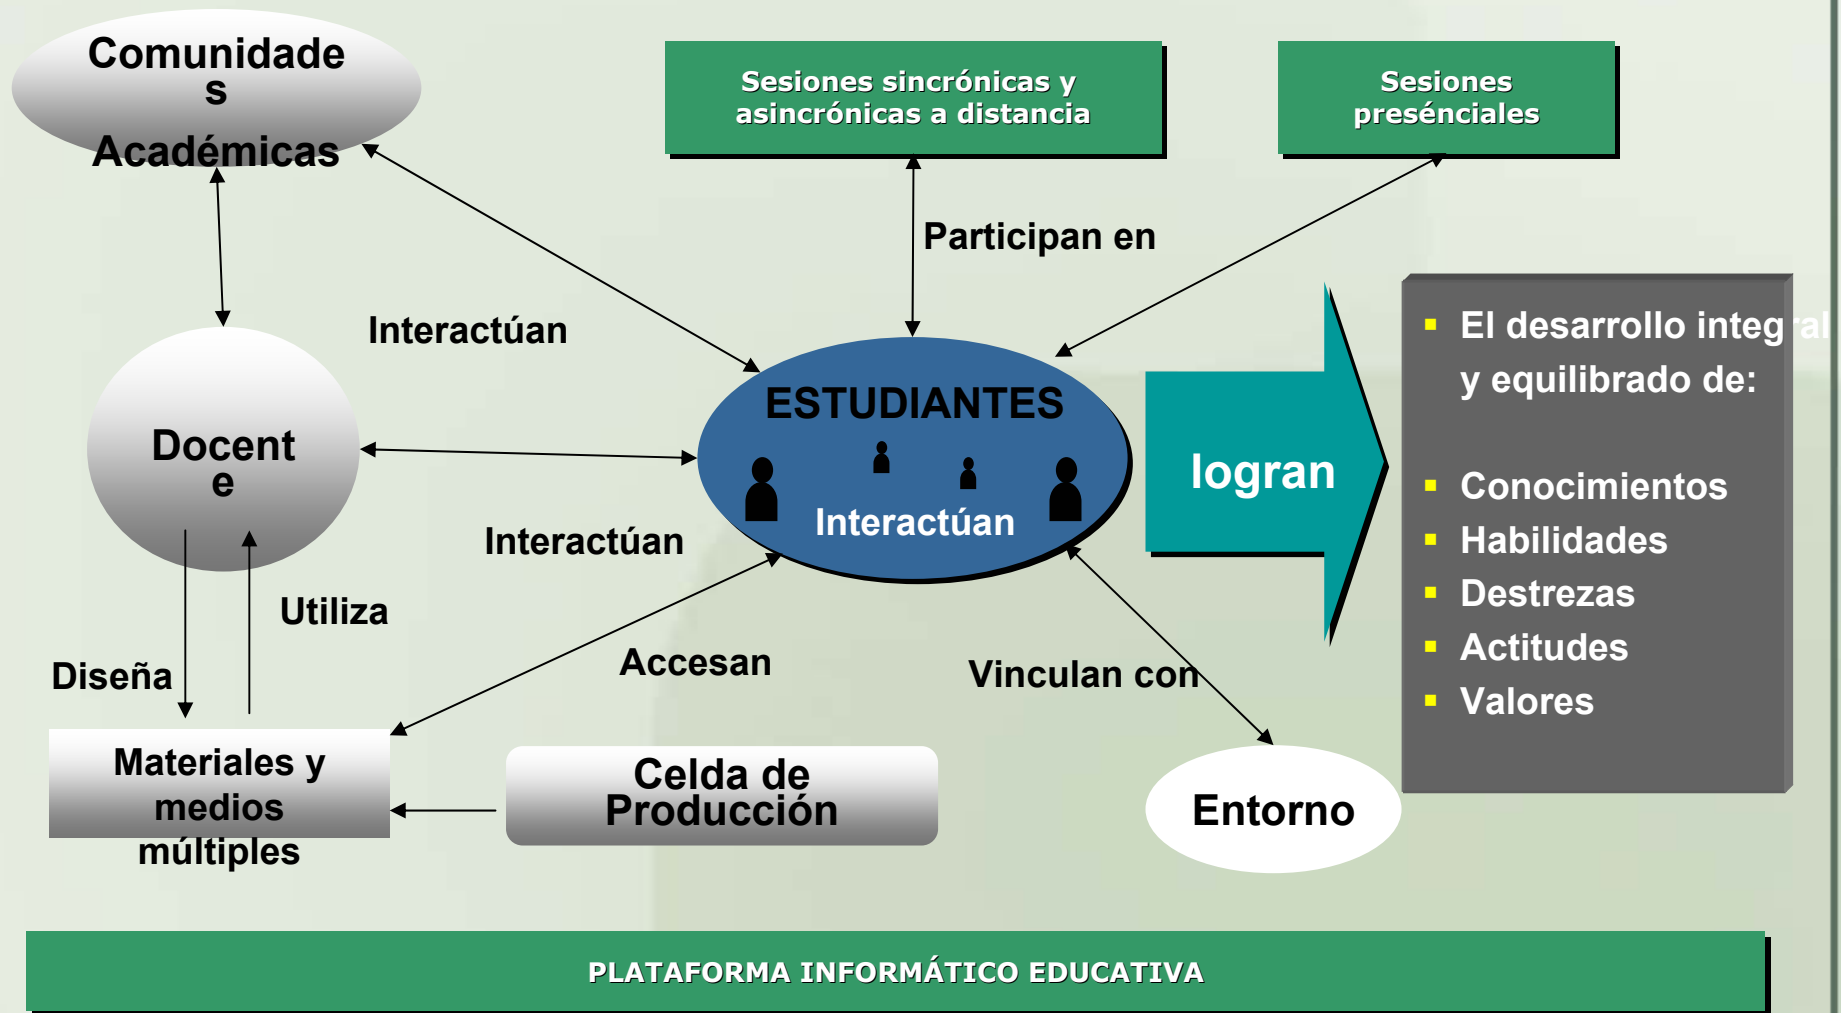 Comunidade
s
Académicas
Sesiones sincrónicas y
asincrónicas a distancia
Sesiones
presénciales
Participan en
Interactúan
El desarrollo integral
y equilibrado de:
Conocimientos
Habilidades
Destrezas
Actitudes
Valores
ESTUDIANTES
Interactúan
logran
Docent
e
Interactúan
Utiliza
Diseña
Accesan
Vinculan con
Materiales y
medios
múltiples
Celda de
Producción
Entorno
PLATAFORMA INFORMÁTICO EDUCATIVA